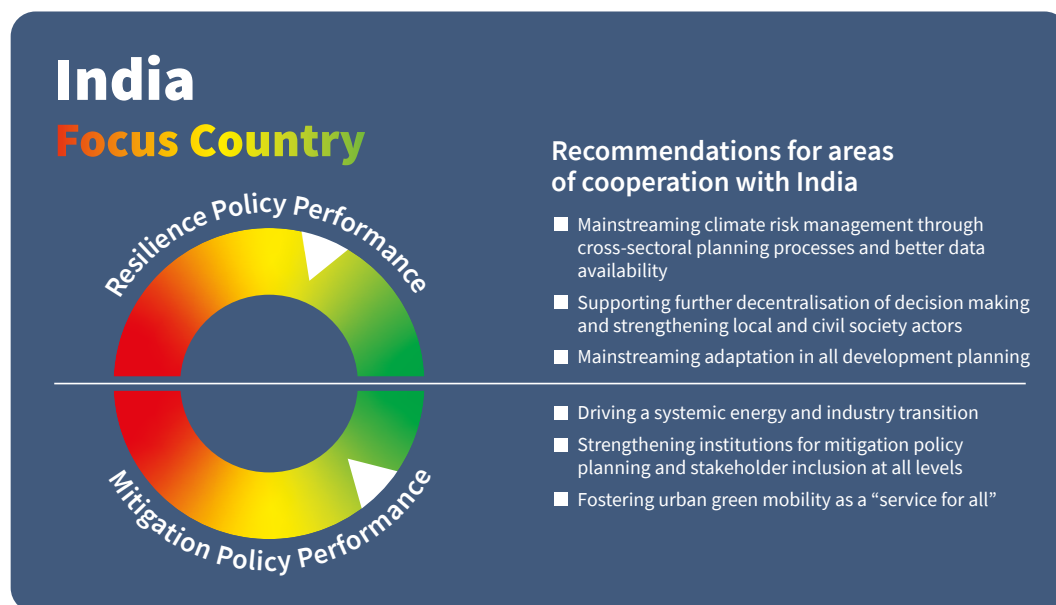 India
Focus Country
Resilience Policy Performance
Mitigation Policy Performance
Recommendations for areas
of cooperation with India
Mainstreaming climate risk management through
cross-sectoral planning processes and better data
availability
Supporting further decentralisation of decision making
and strengthening local and civil society actors
Mainstreaming adaptation in all development planning
Driving a systemic energy and industry transition
Strengthening institutions for mitigation policy
planning and stakeholder inclusion at all levels
Fostering urban green mobility as a “service for all”